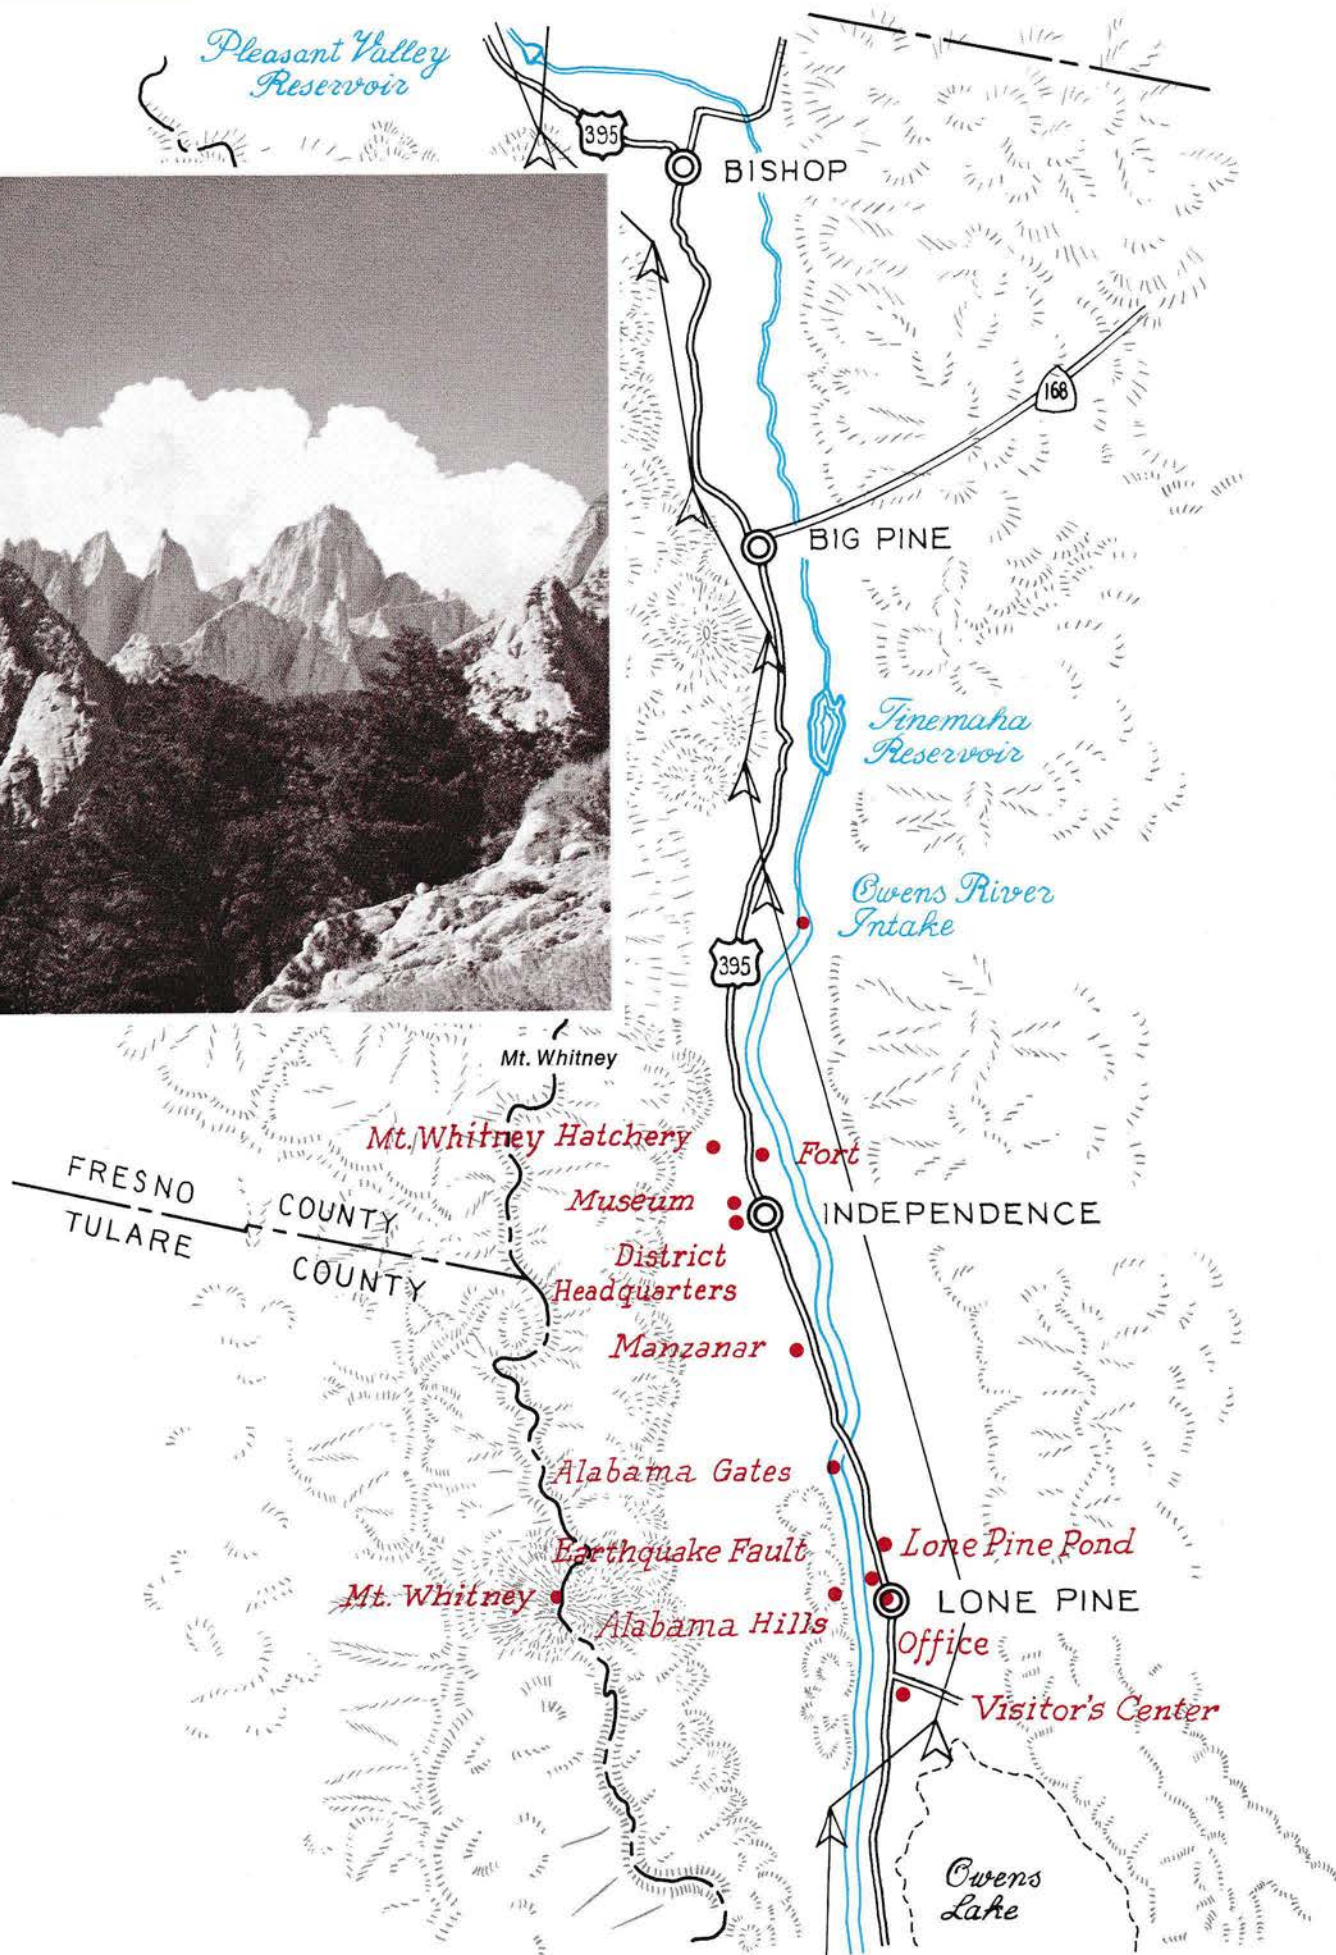 Pleasant Valley
Reservoir
395
BISHOP
168
BIG PINE
Tinemaha
Reservoir
Owens River
Intake
395
Mt. Whitney
Mt. Whitney Hatchery
Fort
FRESNO COUNTY
TULARE COUNTY
Museum
INDEPENDENCE
District
Headquarters
Manzanar
Alabama Gates
Earthquake Fault
Lone Pine Pond
Mt. Whitney
LONE PINE
Alabama Hills
Office
Visitor's Center
Owens
Lake